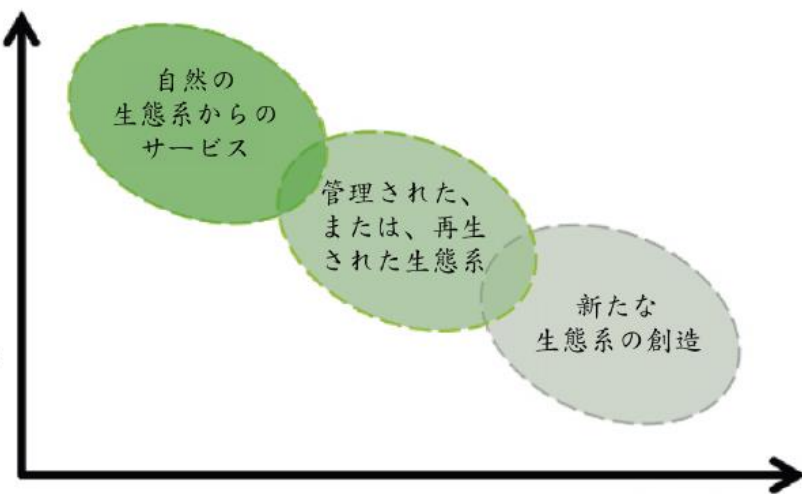 自然の
生態系からの
サービス
管理された、
または、再生
された生態系
新たな
生態系の創造